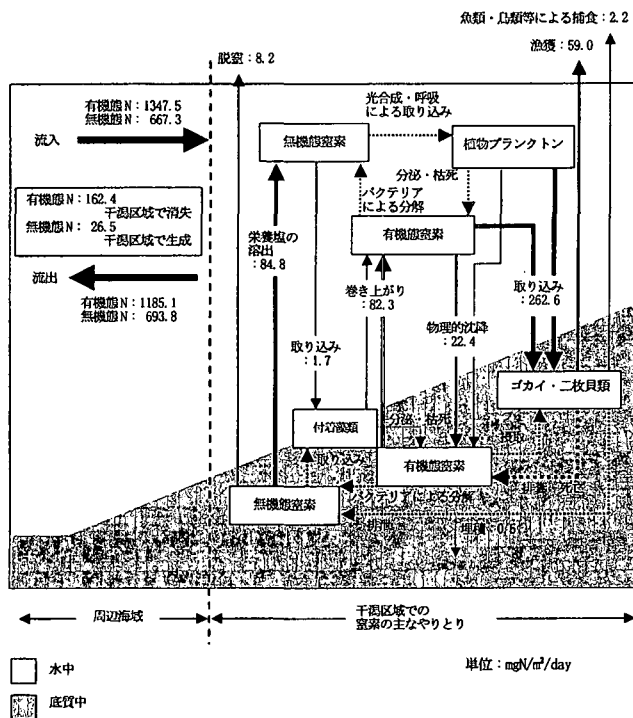 魚類・鳥類等による捕食：2.2
漁獲：59.0
脱窒：8.2
有機態N：1347.5
無機態N： 667.3
流入
光合成・呼吸
による取り込み
無機態窒素
植物プランクトン
分泌・枯死
バクテリア
による分解
有機態N：162.4
干潟区域で消失
無機態N： 26.5
干潟区域で生成
栄養塩の
溶出
：84.8
有機態窒素
流出
有機態N：1185.1
無機態N： 693.8
巻き上がり
：82.3
取り込み
：262.6
物理的沈降
：22.4
取り込み
：1.7
ゴカイ・二枚貝類
付着藻類
分泌・枯死
摂取
取り込み
有機態窒素
バクテリアによる分解
無機態窒素
周辺海域
干潟区域での
窒素の主なやりとり
水中
単位：mgN/m²/day
底質中